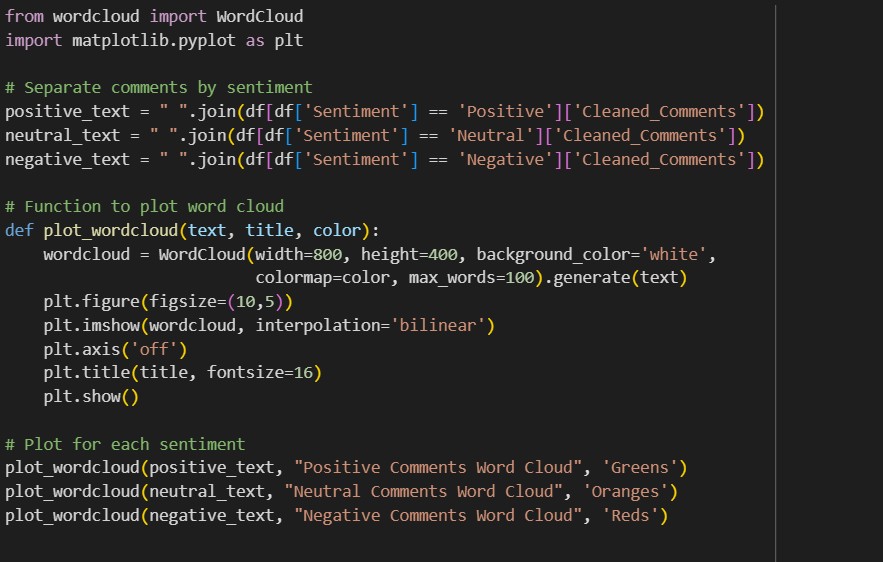 from wordcloud import WordCloud
import matplotlib.pyplot as plt

# Separate comments by sentiment
positive_text = " ".join(df[df['Sentiment'] == 'Positive']['Cleaned_Comments'])
neutral_text = " ".join(df[df['Sentiment'] == 'Neutral']['Cleaned_Comments'])
negative_text = " ".join(df[df['Sentiment'] == 'Negative']['Cleaned_Comments'])

# Function to plot word cloud
def plot_wordcloud(text, title, color):
    wordcloud = WordCloud(width=800, height=400, background_color='white',
                          colormap=color, max_words=100).generate(text)
    plt.figure(figsize=(10,5))
    plt.imshow(wordcloud, interpolation='bilinear')
    plt.axis('off')
    plt.title(title, fontsize=16)
    plt.show()

# Plot for each sentiment
plot_wordcloud(positive_text, "Positive Comments Word Cloud", 'Greens')
plot_wordcloud(neutral_text, "Neutral Comments Word Cloud", 'Oranges')
plot_wordcloud(negative_text, "Negative Comments Word Cloud", 'Reds')